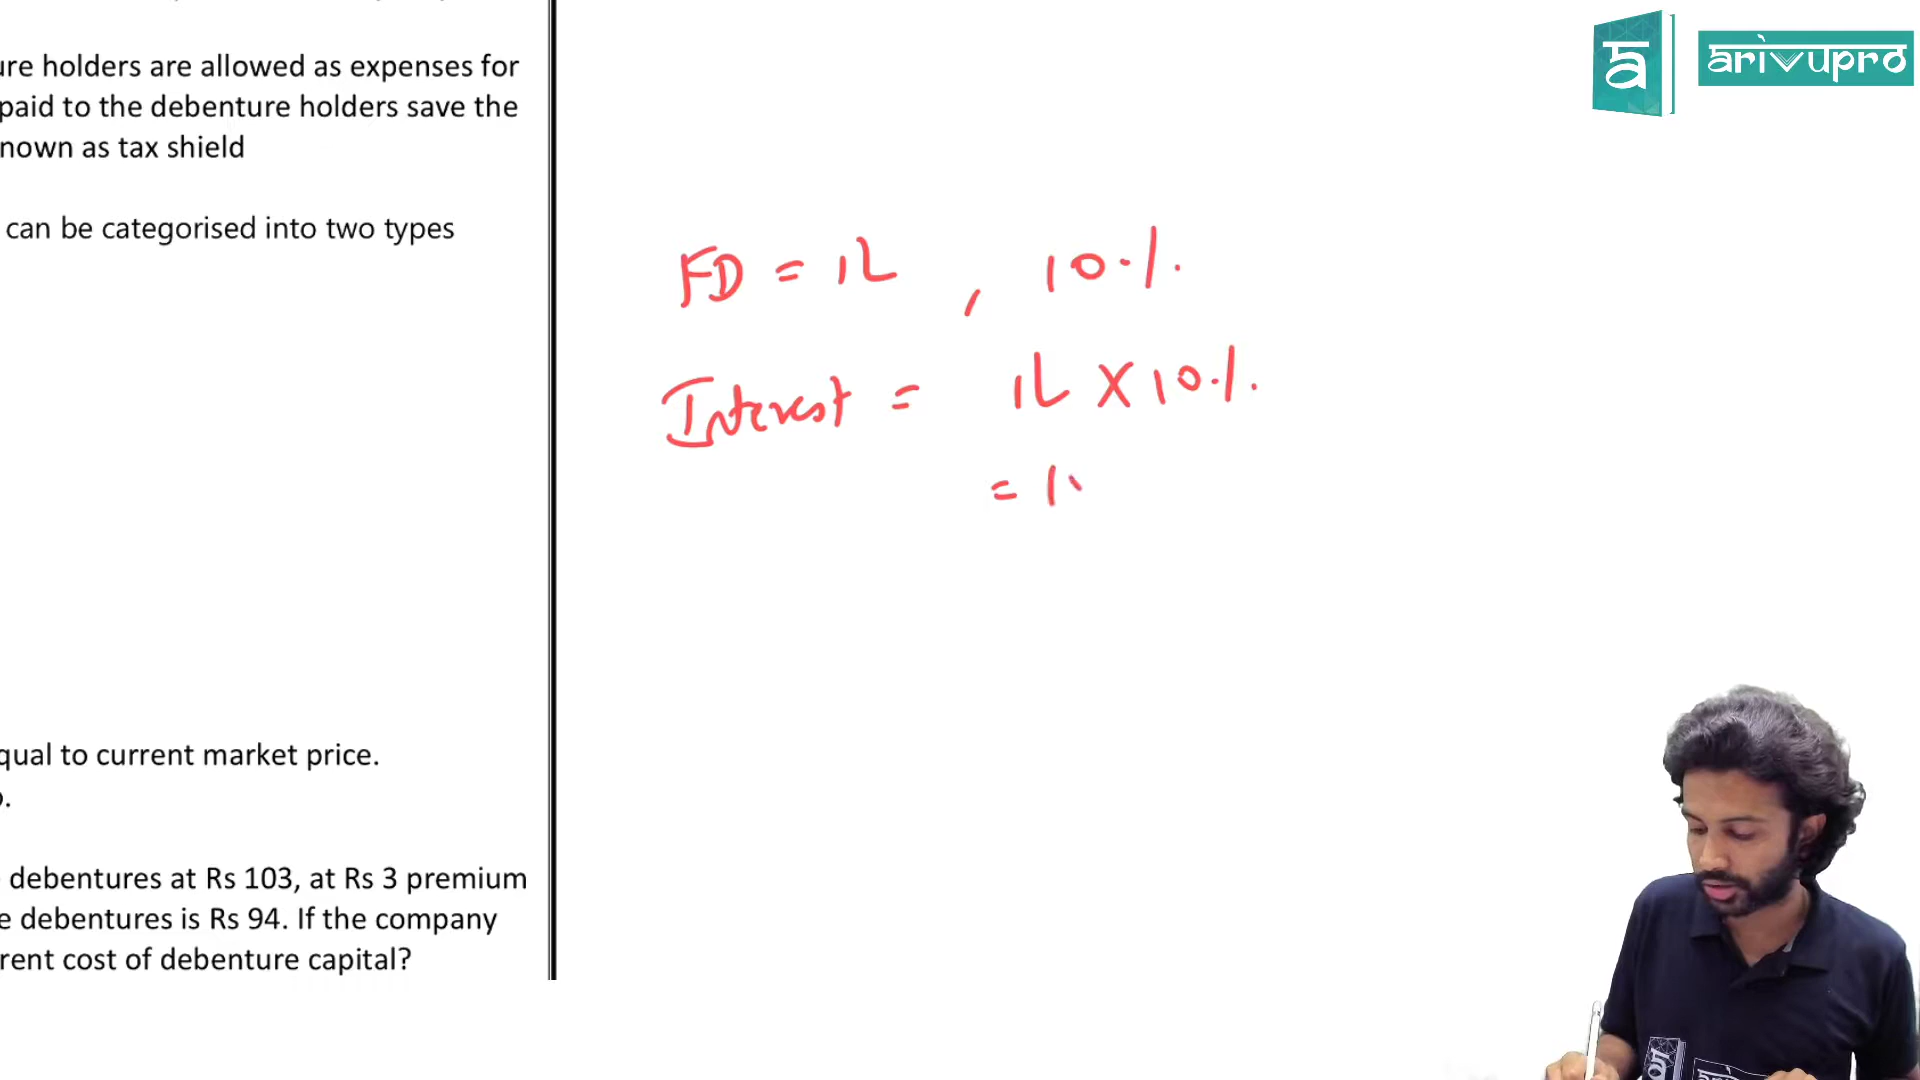 ure holders are allowed as expenses for
paid to the debenture holders save the
nown as tax shield
can be categorised into two types
qual to current market price.
debentures at Rs 103, at Rs 3 premium
e debentures is Rs 94. If the company
rent cost of debenture capital?
FD = 1L , 10%
Interest = 1L X 10%
= 1
ā arivupro